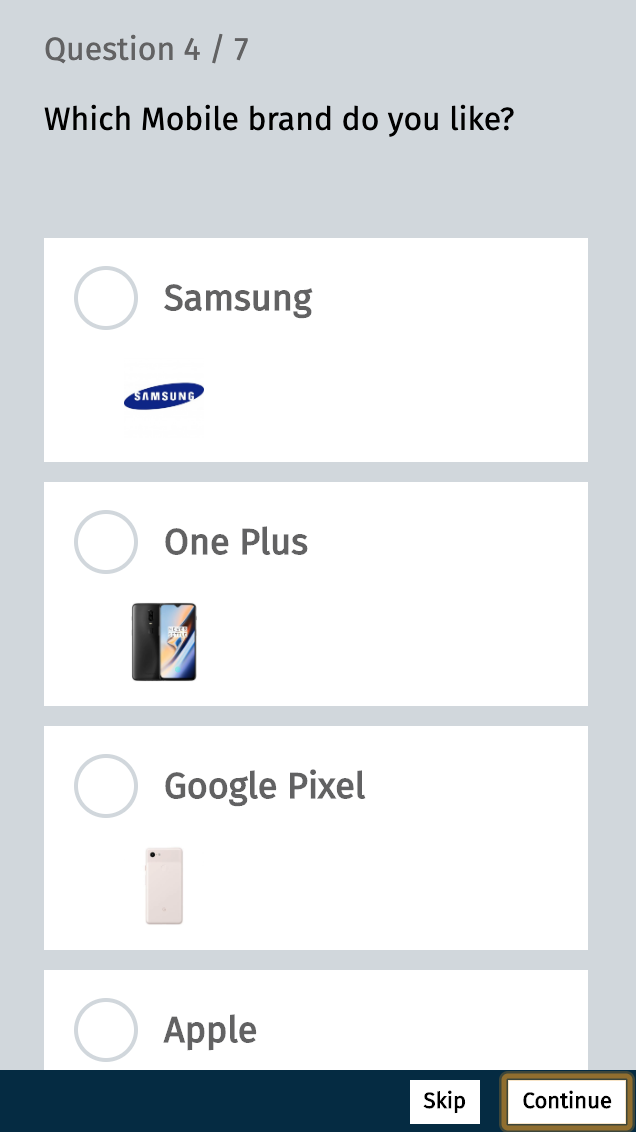 Question 4 / 7
Which Mobile brand do you like?
Samsung
SAMSUNG
One Plus
Google Pixel
Apple
Skip
Continue